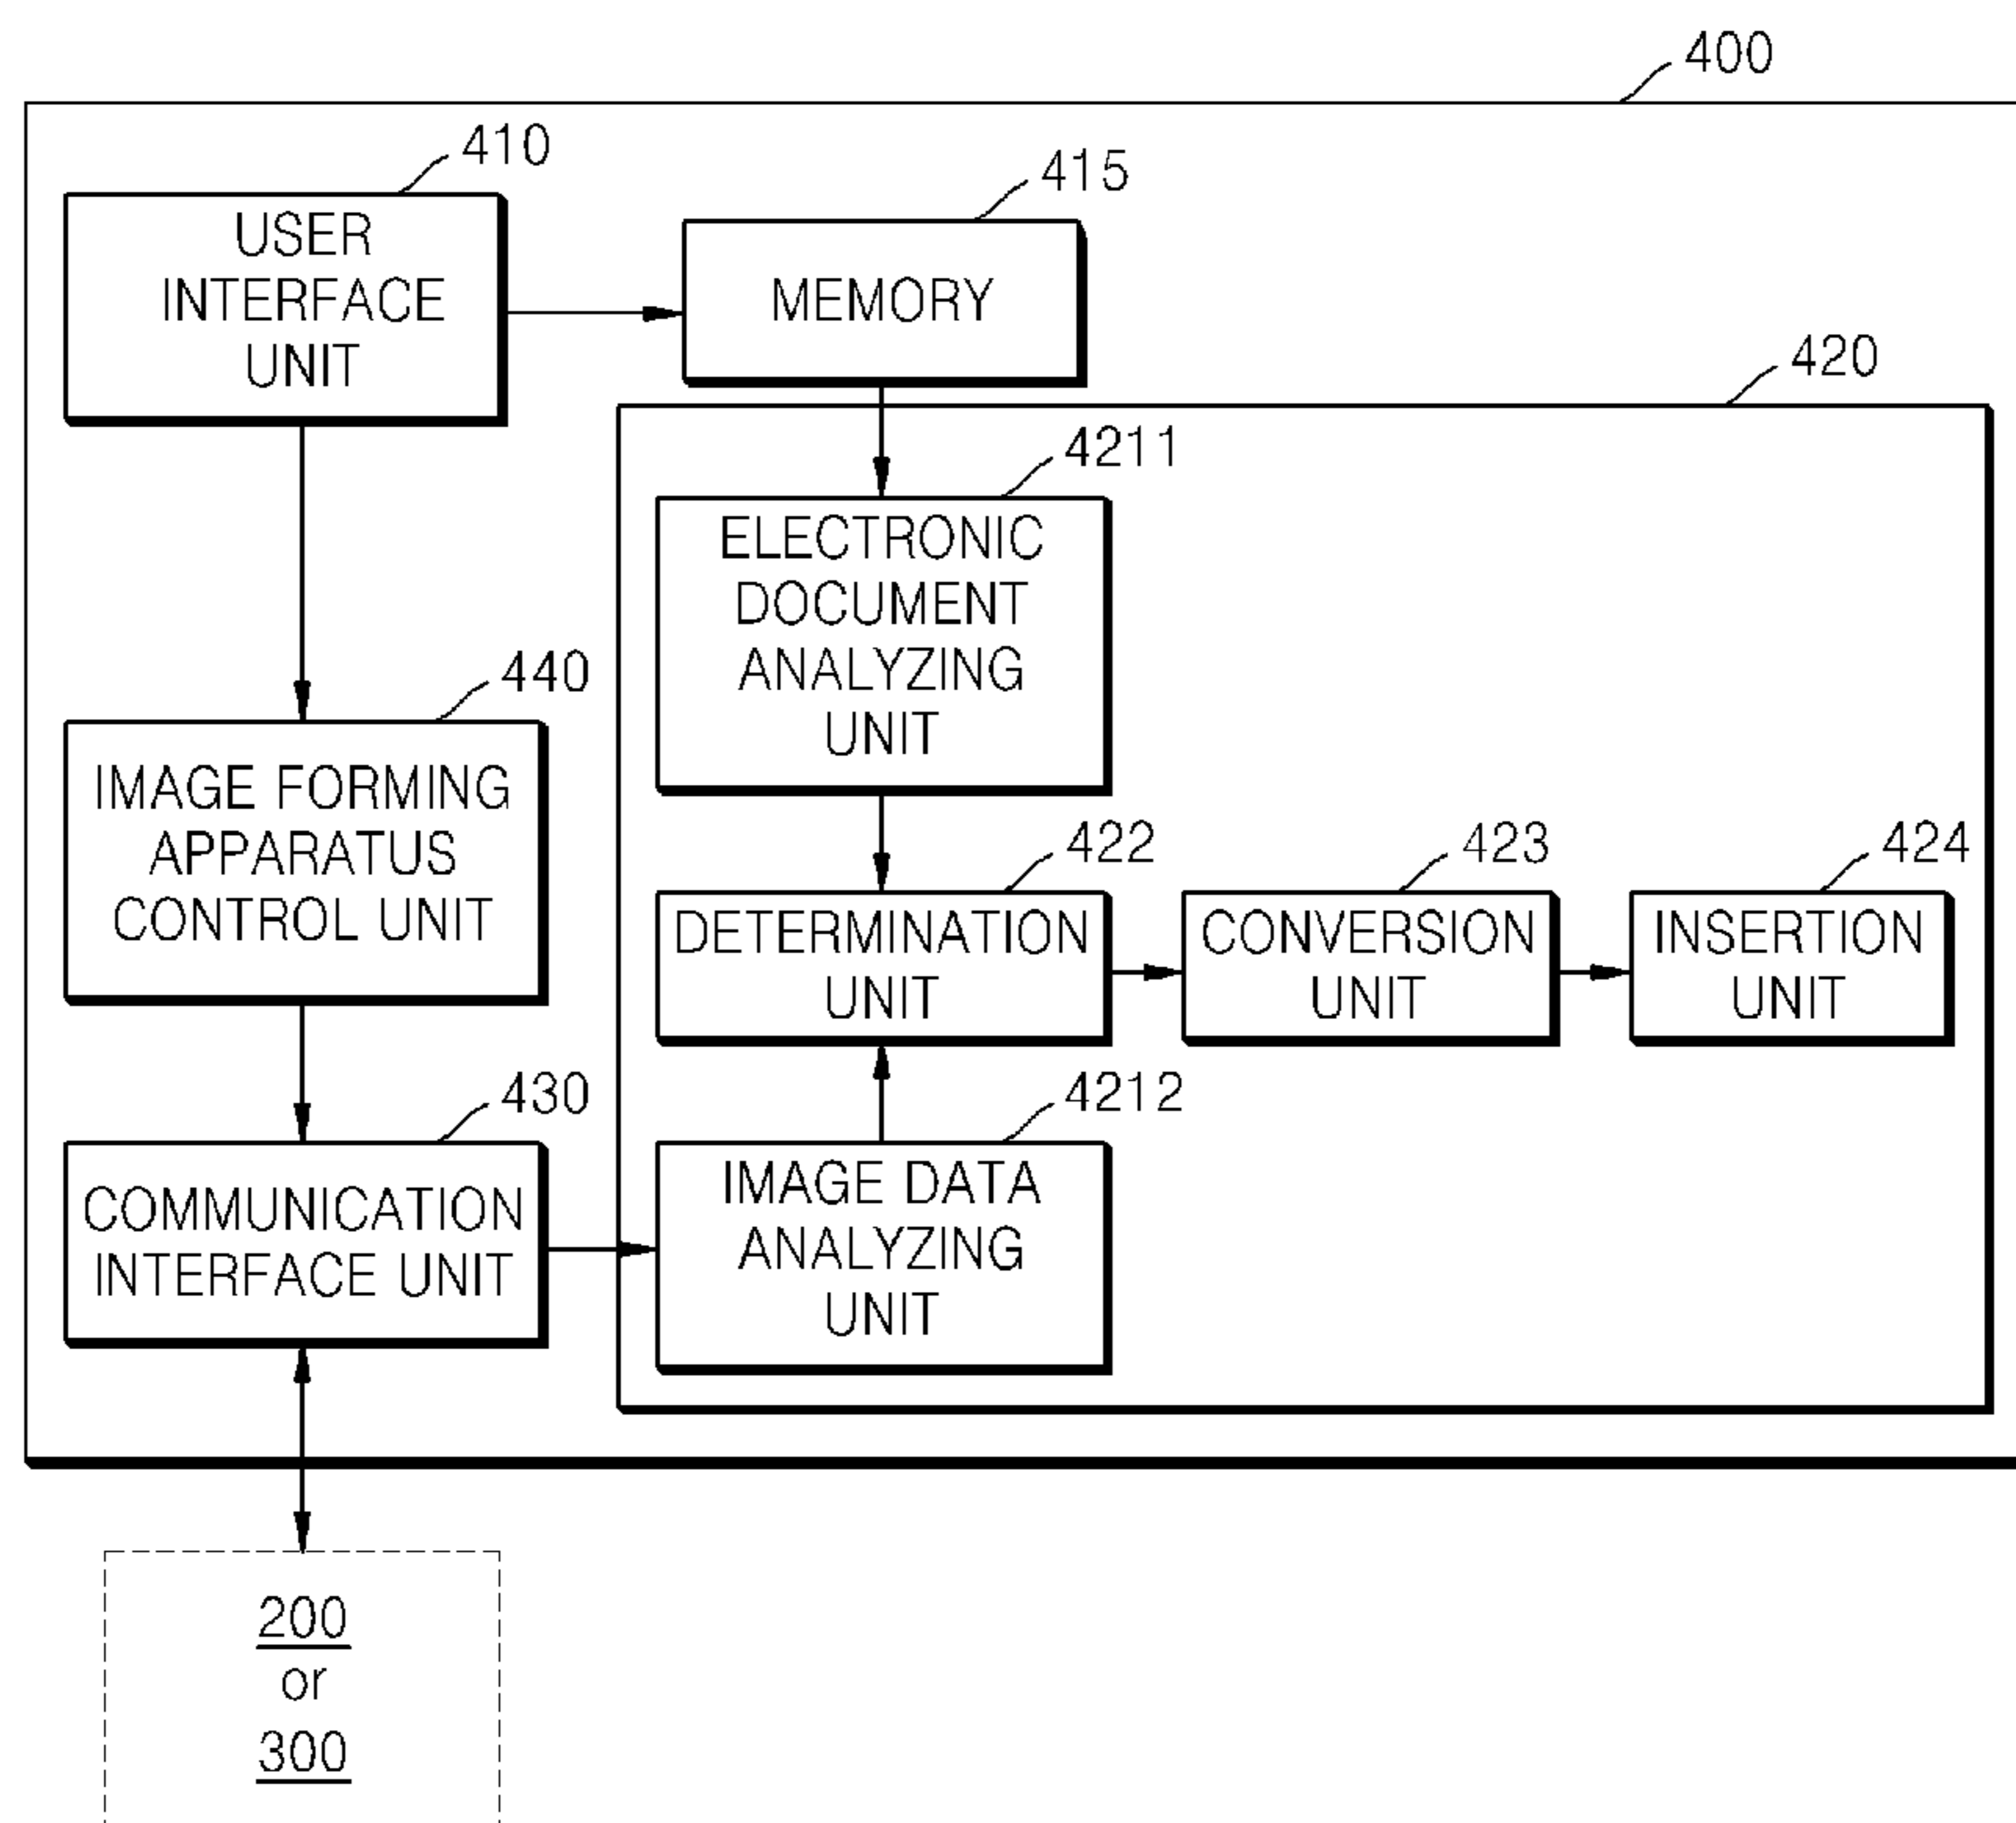 400
410
USER
INTERFACE
UNIT
415
MEMORY
420
4211
ELECTRONIC
DOCUMENT
ANALYZING
UNIT
440
IMAGE FORMING
APPARATUS
CONTROL UNIT
422
DETERMINATION
UNIT
423
CONVERSION
UNIT
424
INSERTION
UNIT
430
COMMUNICATION
INTERFACE UNIT
4212
IMAGE DATA
ANALYZING
UNIT
200
or
300